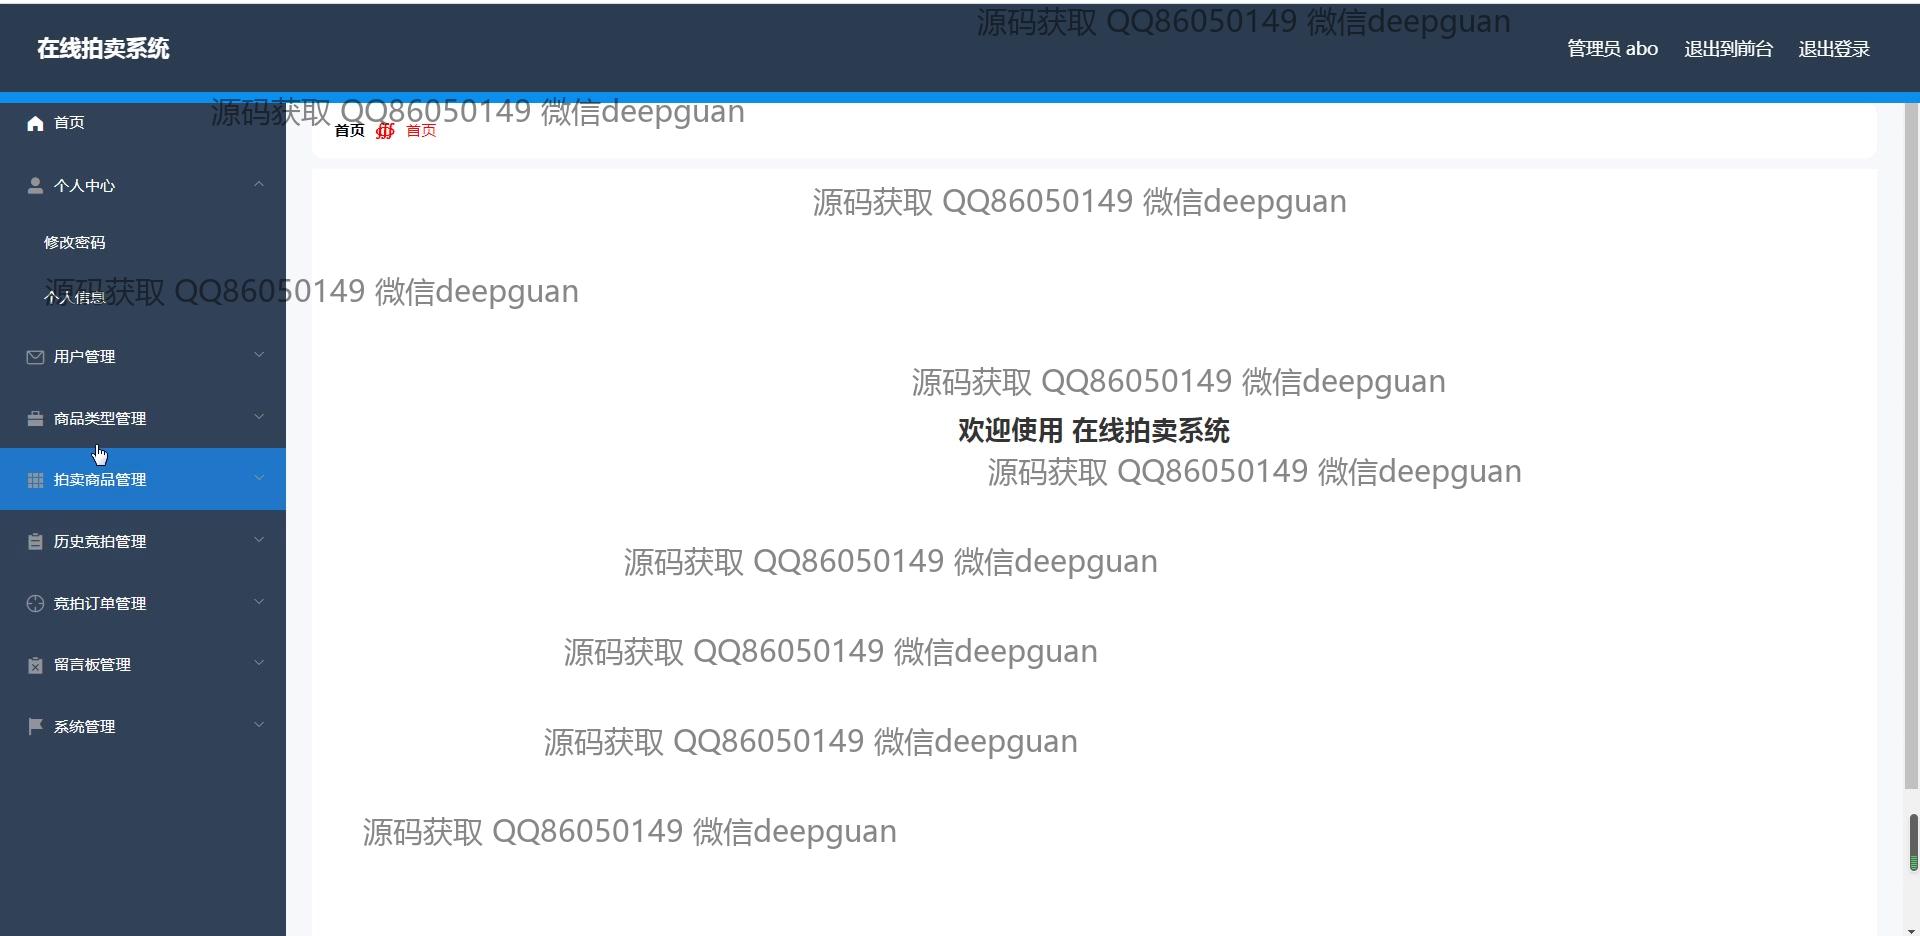 源码获取 QQ86050149 微信deepguan
在线拍卖系统
管理员 abo 退出到前台 退出登录
源码获取 QQ86050149 微信deepguan
首页
首页 首页
个人中心
源码获取 QQ86050149 微信deepguan
修改密码
源码获取 QQ86050149 微信deepguan
个人信息
用户管理
源码获取 QQ86050149 微信deepguan
商品类型管理
欢迎使用 在线拍卖系统
源码获取 QQ86050149 微信deepguan
拍卖商品管理
历史竞拍管理
源码获取 QQ86050149 微信deepguan
竞拍订单管理
源码获取 QQ86050149 微信deepguan
留言板管理
系统管理
源码获取 QQ86050149 微信deepguan
源码获取 QQ86050149 微信deepguan